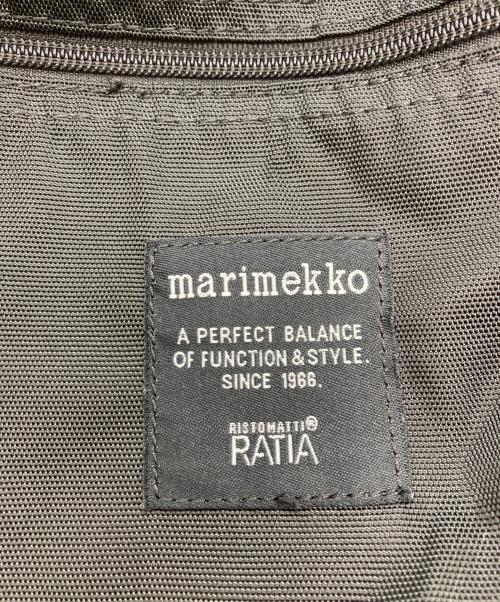 marimekko
A PERFECT BALANCE
OF FUNCTION & STYLE.
SINCE 1966.
RISTOMATTI®
RATIA